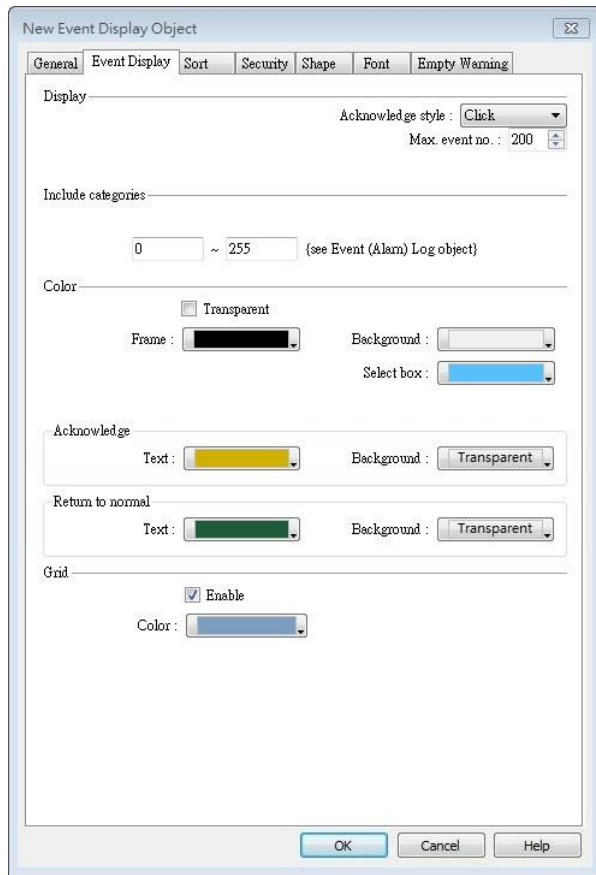 New Event Display Object
General Event Display Sort Security Shape Font Empty Warning
Display
Acknowledge style : Click
Max. event no. : 200
Include categories
0 ~ 255 {see Event (Alarm) Log object}
Color
Transparent
Frame : Background :
Select box :
Acknowledge
Text : Background : Transparent
Return to normal
Text : Background : Transparent
Grid
Enable
Color :
OK Cancel Help